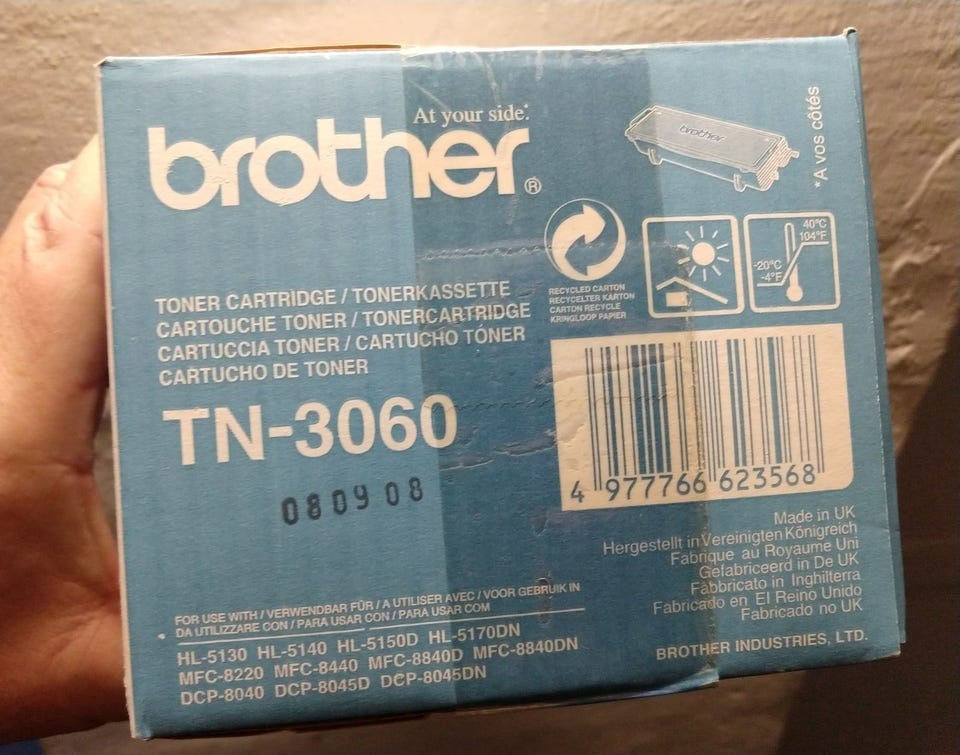 At your side.*
brother®
brother
*A vos côtés
40°C
104°F
-20°C
-4°F
RECYCLED CARTON
RECYCELTER KARTON
CARTON RECYCLE
KRINGLOOP PAPIER
TONER CARTRIDGE / TONERKASSETTE
CARTOUCHE TONER / TONERCARTRIDGE
CARTUCCIA TONER / CARTUCHO TÓNER
CARTUCHO DE TONER
TN-3060
080908
4 977766 623568
Made in UK
Hergestellt in Vereinigten Königreich
Fabrique au Royaume Uni
Gefabriceerd in De UK
Fabbricato in Inghilterra
Fabricado en El Reino Unido
Fabricado no UK
BROTHER INDUSTRIES, LTD.
FOR USE WITH / VERWENDBAR FÜR / A UTILISER AVEC / VOOR GEBRUIK IN
DA UTILIZZARE CON / PARA USAR CON / PARA USAR COM
HL-5130 HL-5140 HL-5150D HL-5170DN
MFC-8220 MFC-8440 MFC-8840D MFC-8840DN
DCP-8040 DCP-8045D DCP-8045DN